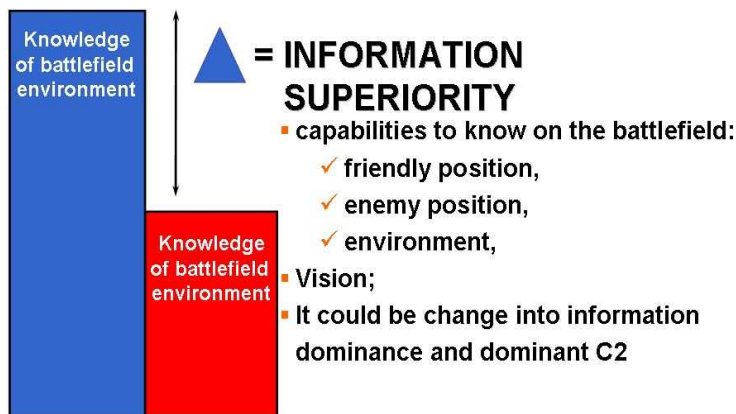 Knowledge
of battlefield
environment
= INFORMATION
SUPERIORITY
▪ capabilities to know on the battlefield:
✓ friendly position,
✓ enemy position,
✓ environment,
▪ Vision;
▪ It could be change into information
dominance and dominant C2
Knowledge
of battlefield
environment